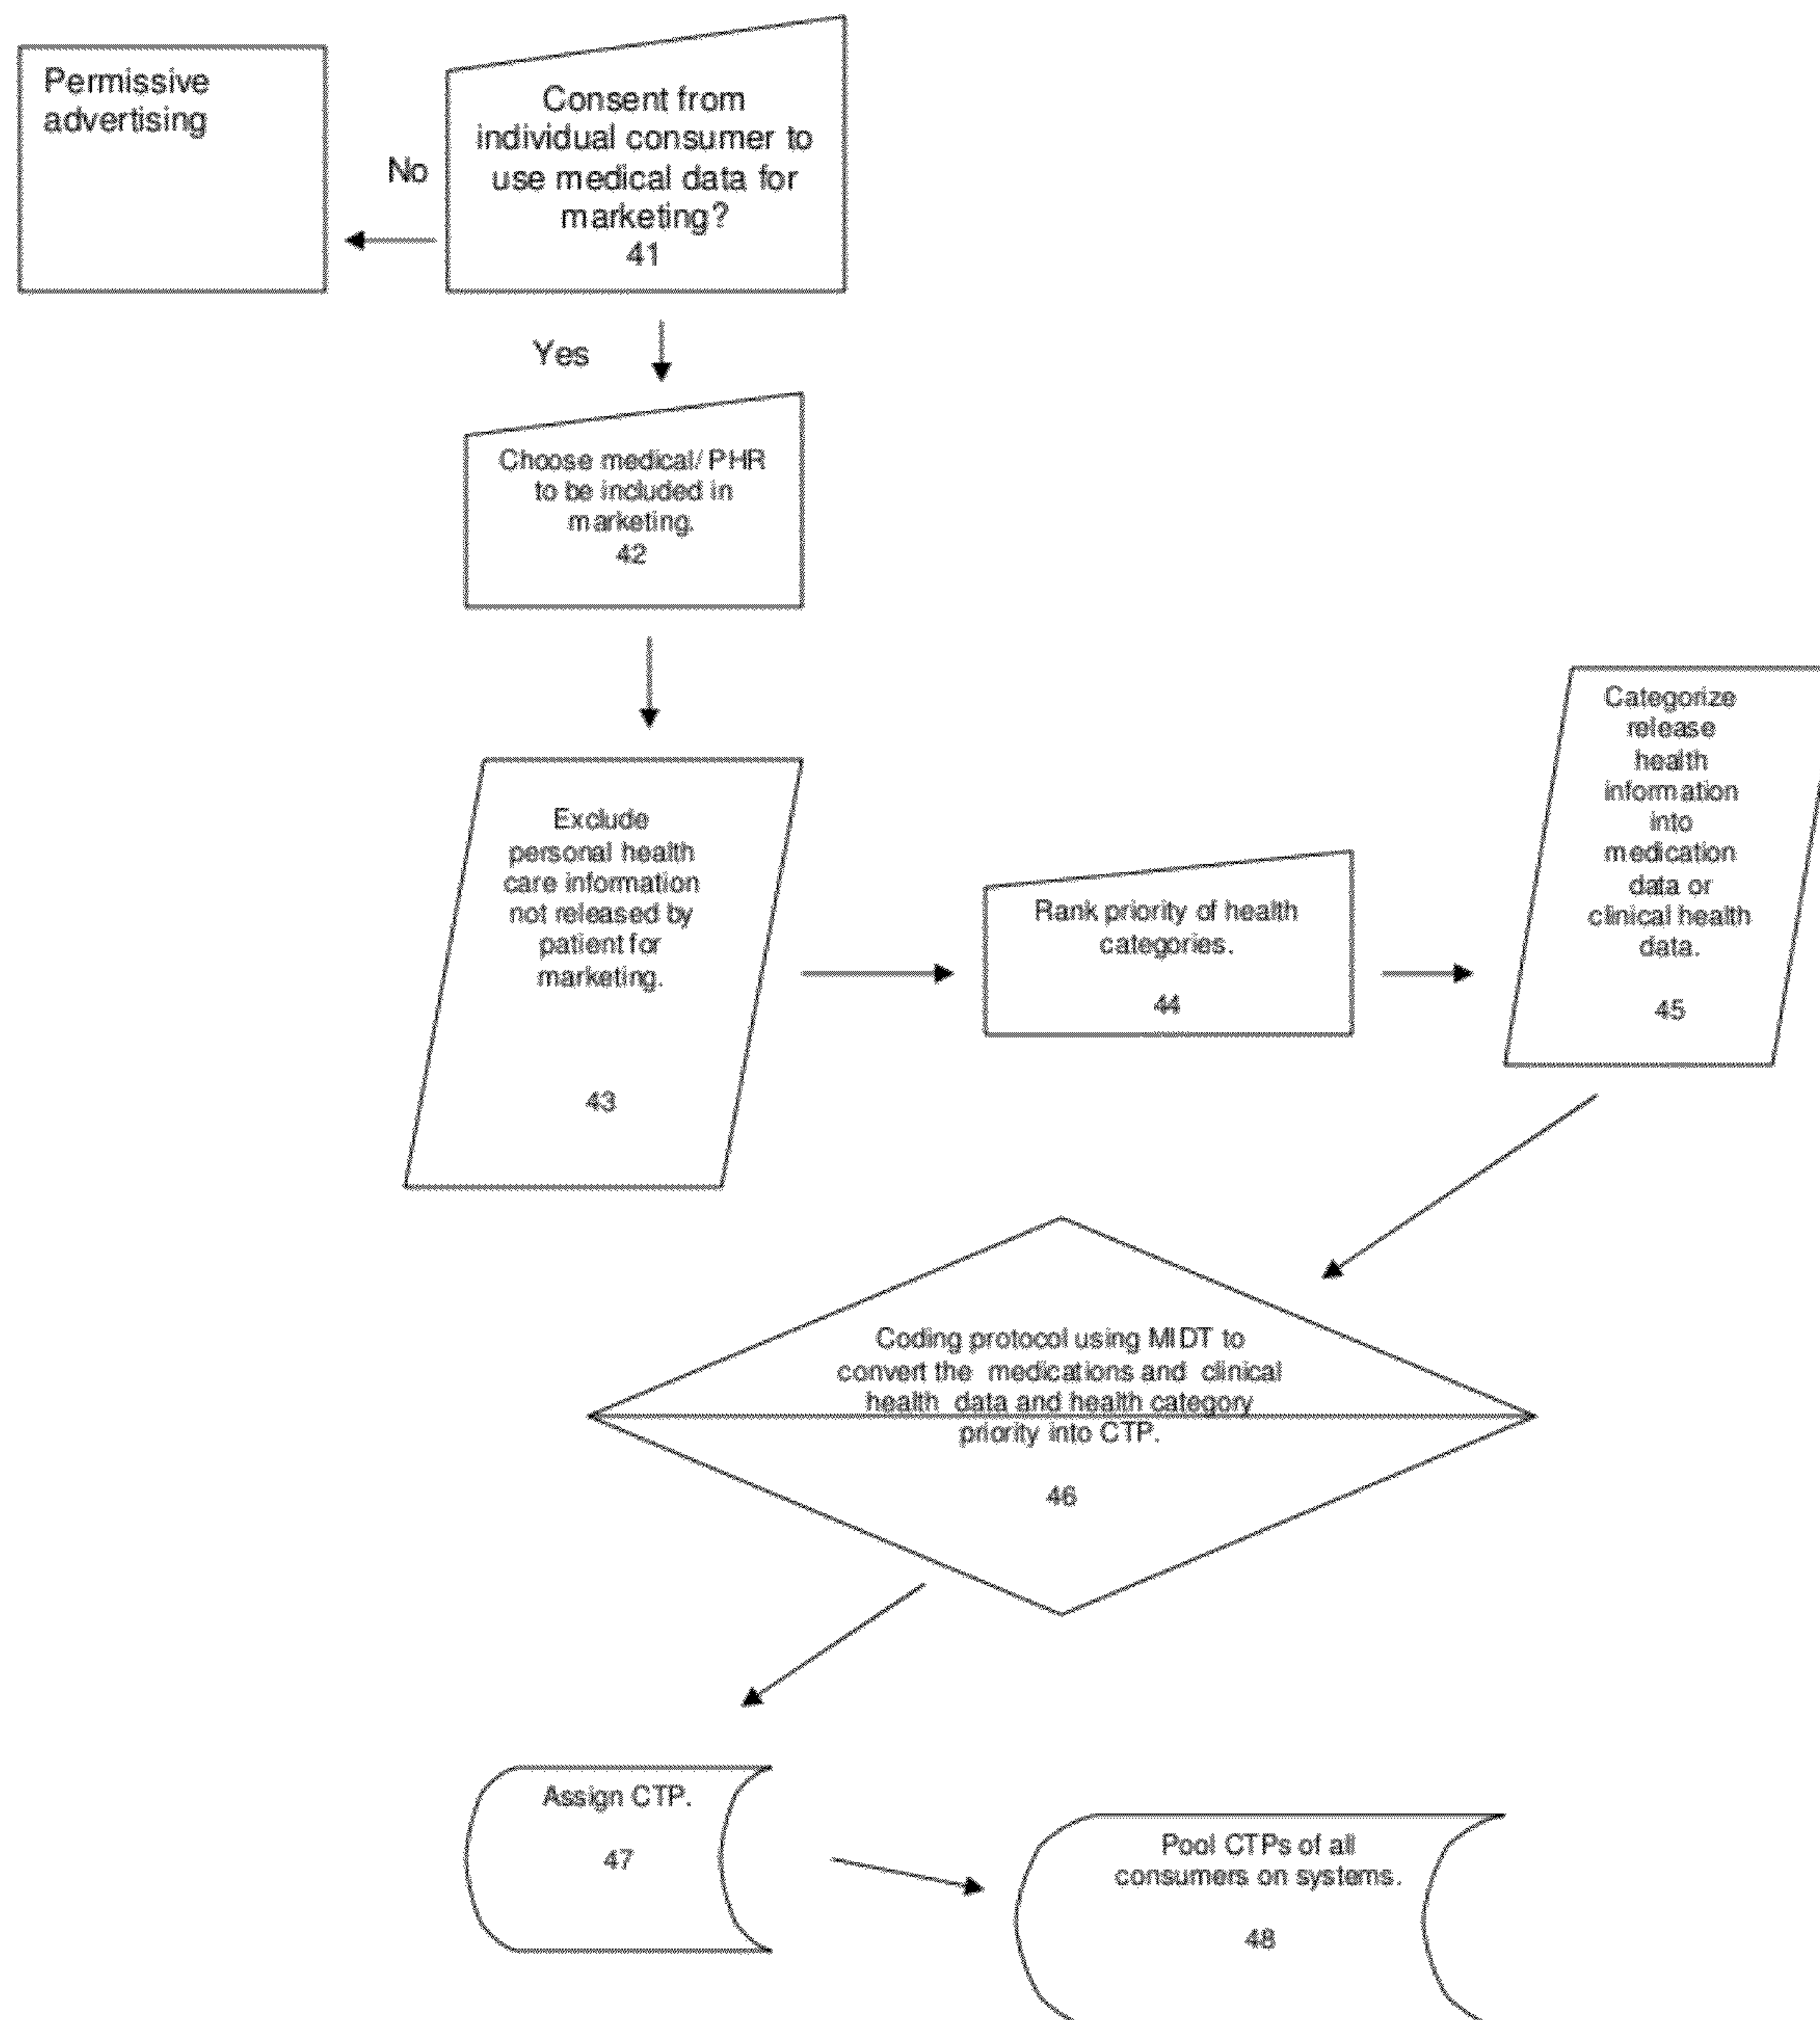 Permissive
advertising
Consent from
individual consumer to
use medical data for
marketing?
41
No
Yes
Choose medical/ PHR
to be included in
marketing.
42
Exclude
personal health
care information
not released by
patient for
marketing.
43
Rank priority of health
categories.
44
Categorize
release
health
information
into
medication
data or
clinical health
data.
45
Coding protocol using MIDT to
convert the medications and clinical
health data and health category
priority into CTP.
46
Assign CTP.
47
Pool CTPs of all
consumers on systems.
48